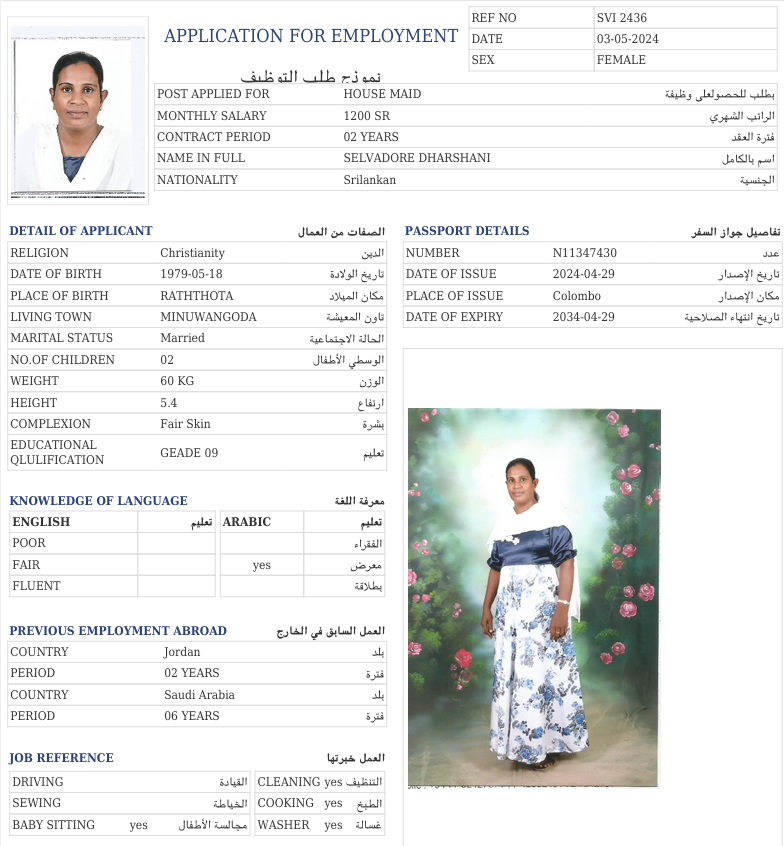 APPLICATION FOR EMPLOYMENT
نموذج طلب التوظيف
REF NO SVI 2436
DATE 03-05-2024
SEX FEMALE
POST APPLIED FOR HOUSE MAID بطلب للحصولعلى وظيفة
MONTHLY SALARY 1200 SR الراتب الشهري
CONTRACT PERIOD 02 YEARS فترة العقد
NAME IN FULL SELVADORE DHARSHANI اسم بالكامل
NATIONALITY Srilankan الجنسية
DETAIL OF APPLICANT الصفات من العمال
RELIGION Christianity الدين
DATE OF BIRTH 1979-05-18 تاريخ الولادة
PLACE OF BIRTH RATHTHOTA مكان الميلاد
LIVING TOWN MINUWANGODA تاون المعيشة
MARITAL STATUS Married الحالة الاجتماعية
NO.OF CHILDREN 02 الوسطي الأطفال
WEIGHT 60 KG الوزن
HEIGHT 5.4 ارتفاع
COMPLEXION Fair Skin بشرة
EDUCATIONAL
QLULIFICATION GEADE 09 تعليم
PASSPORT DETAILS تفاصيل جواز السفر
NUMBER N11347430 عدد
DATE OF ISSUE 2024-04-29 تاريخ الإصدار
PLACE OF ISSUE Colombo مكان الإصدار
DATE OF EXPIRY 2034-04-29 تاريخ انتهاء الصلاحية
KNOWLEDGE OF LANGUAGE معرفة اللغة
ENGLISH تعليم ARABIC تعليم
POOR الفقراء
FAIR yes معرض
FLUENT بطلاقة
PREVIOUS EMPLOYMENT ABROAD العمل السابق في الخارج
COUNTRY Jordan بلد
PERIOD 02 YEARS فترة
COUNTRY Saudi Arabia بلد
PERIOD 06 YEARS فترة
JOB REFERENCE العمل خبرتها
DRIVING القيادة CLEANING yes التنظيف
SEWING الخياطة COOKING yes الطبخ
BABY SITTING yes مجالسة الأطفال WASHER yes غسالة